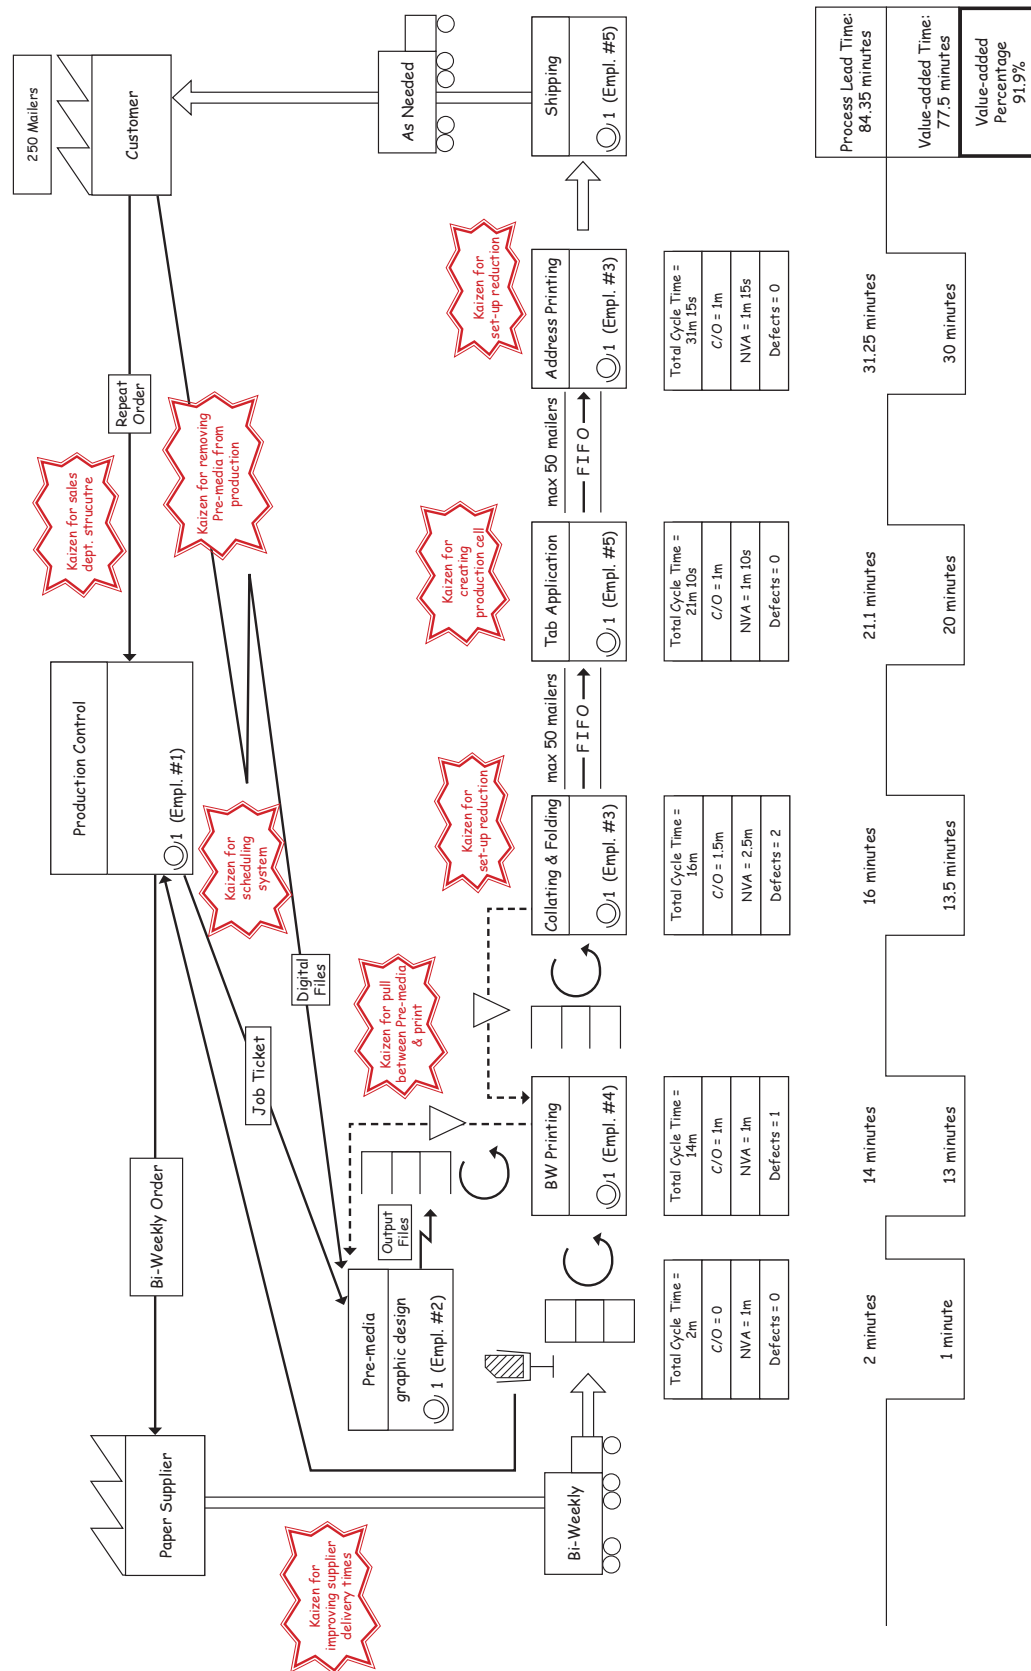 250 Mailers
Customer
Repeat
Order
Production Control
1 (Empl. #1)
Bi-Weekly Order
Paper Supplier
Kaizen for sales
dept. strucutre
Kaizen for removing
Pre-media from
production
Kaizen for
scheduling
system
Job Ticket
Digital
Files
Kaizen for
improving supplier
delivery times
Bi-Weekly
Pre-media
graphic design
1 (Empl. #2)
Output
Files
Kaizen for pull
between Pre-media
& print
BW Printing
1 (Empl. #4)
Kaizen for
set-up reduction
Collating & Folding
1 (Empl. #3)
max 50 mailers
FIFO
Kaizen for
creating
production cell
Tab Application
1 (Empl. #5)
max 50 mailers
FIFO
Kaizen for
set-up reduction
Address Printing
1 (Empl. #3)
Shipping
1 (Empl. #5)
As Needed
Total Cycle Time =
2m
C/O = 0
NVA = 1m
Defects = 0
Total Cycle Time =
14m
C/O = 1m
NVA = 1m
Defects = 1
Total Cycle Time =
16m
C/O = 1.5m
NVA = 2.5m
Defects = 2
Total Cycle Time =
21m 10s
C/O = 1m
NVA = 1m 10s
Defects = 0
Total Cycle Time =
31m 15s
C/O = 1m
NVA = 1m 15s
Defects = 0
2 minutes
1 minute
14 minutes
13 minutes
16 minutes
13.5 minutes
21.1 minutes
20 minutes
31.25 minutes
30 minutes
Process Lead Time:
84.35 minutes
Value-added Time:
77.5 minutes
Value-added
Percentage
91.9%